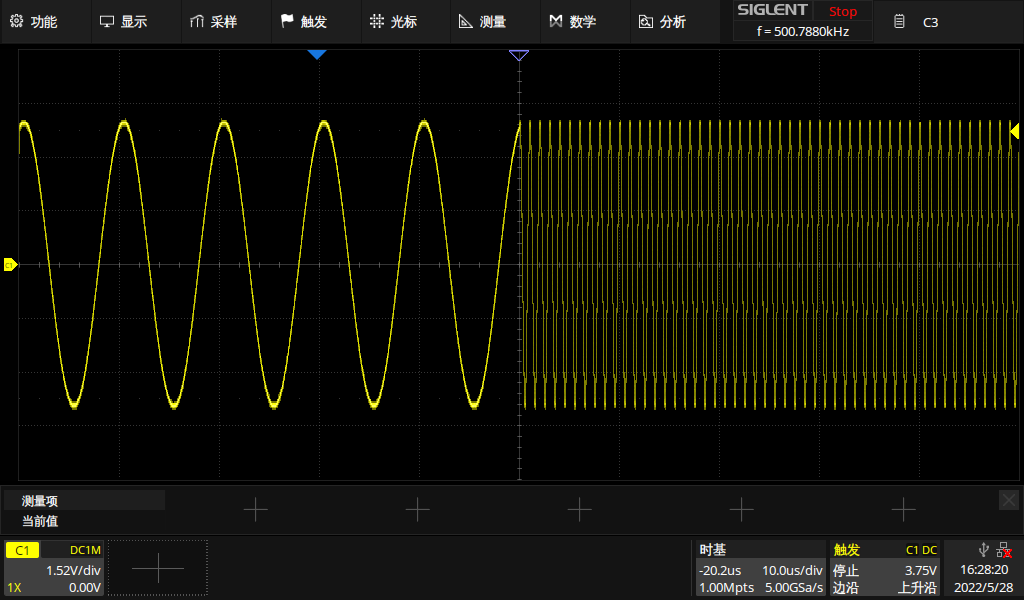 功能 显示 采样 触发 光标 测量 数学 分析 SIGLENT Stop C3
f = 500.7880kHz
C1
测量项
当前值
C1 DC1M 时基 触发 C1 DC
1.52V/div -20.2us 10.0us/div 停止 3.75V 16:28:20
1X 0.00V 1.00Mpts 5.00GSa/s 边沿 上升沿 2022/5/28